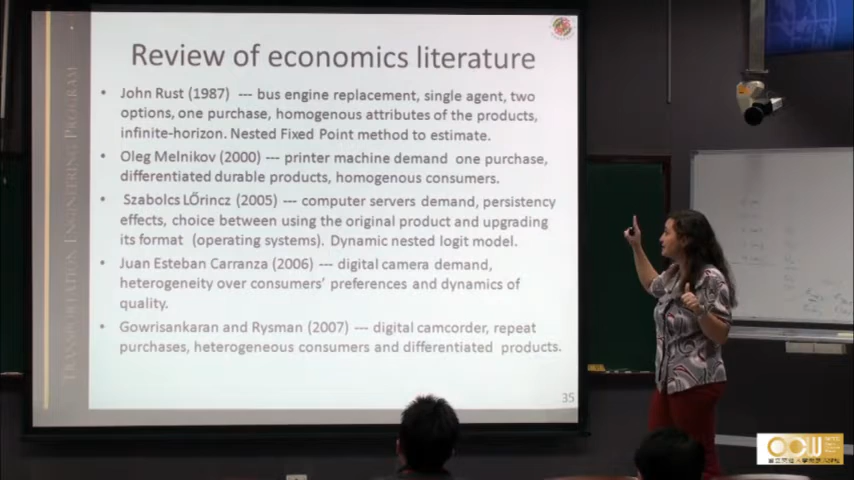 Review of economics literature
• John Rust (1987) --- bus engine replacement, single agent, two
options, one purchase, homogenous attributes of the products,
infinite-horizon. Nested Fixed Point method to estimate.
• Oleg Melnikov (2000) --- printer machine demand one purchase,
differentiated durable products, homogenous consumers.
• Szabolcs LŐrincz (2005) --- computer servers demand, persistency
effects, choice between using the original product and upgrading
its format (operating systems). Dynamic nested logit model.
• Juan Esteban Carranza (2006) --- digital camera demand,
heterogeneity over consumers' preferences and dynamics of
quality.
• Gowrisankaran and Rysman (2007) --- digital camcorder, repeat
purchases, heterogeneous consumers and differentiated products.
35
TRANSPORTATION ENGINEERING PROGRAM
OCW